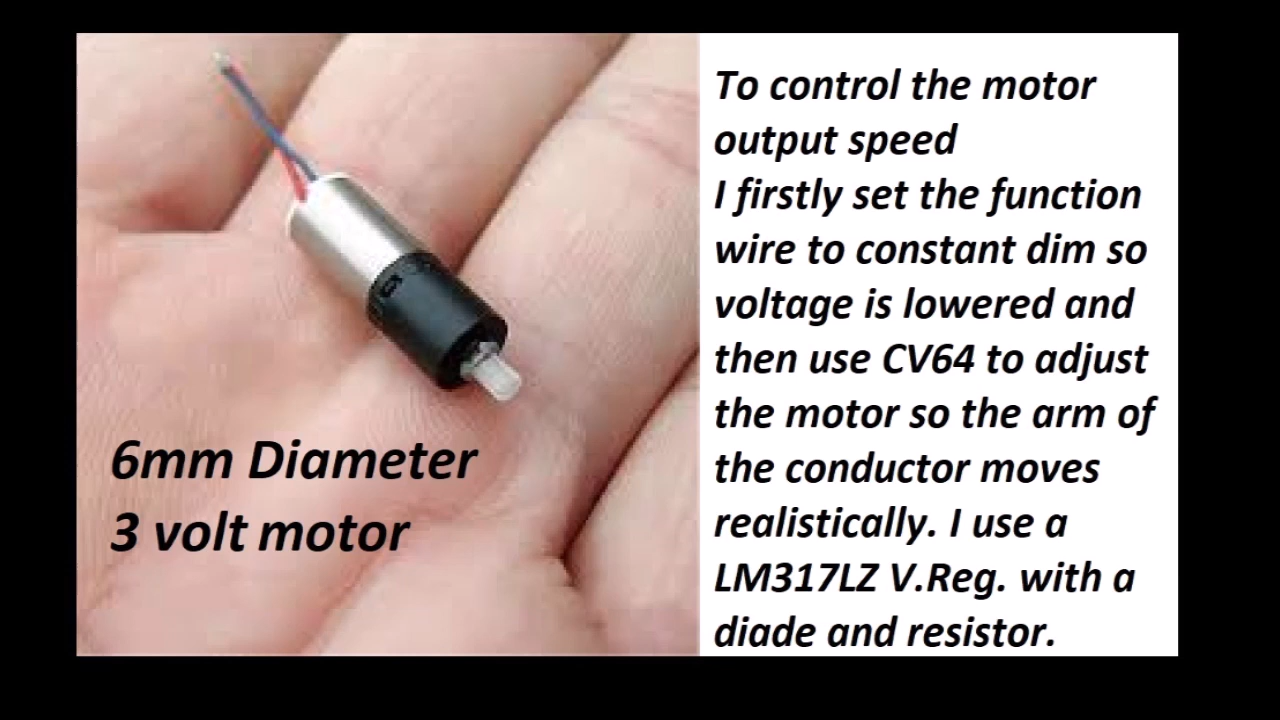 To control the motor
output speed
I firstly set the function
wire to constant dim so
voltage is lowered and
then use CV64 to adjust
the motor so the arm of
the conductor moves
realistically. I use a
LM317LZ V.Reg. with a
diade and resistor.
6mm Diameter
3 volt motor